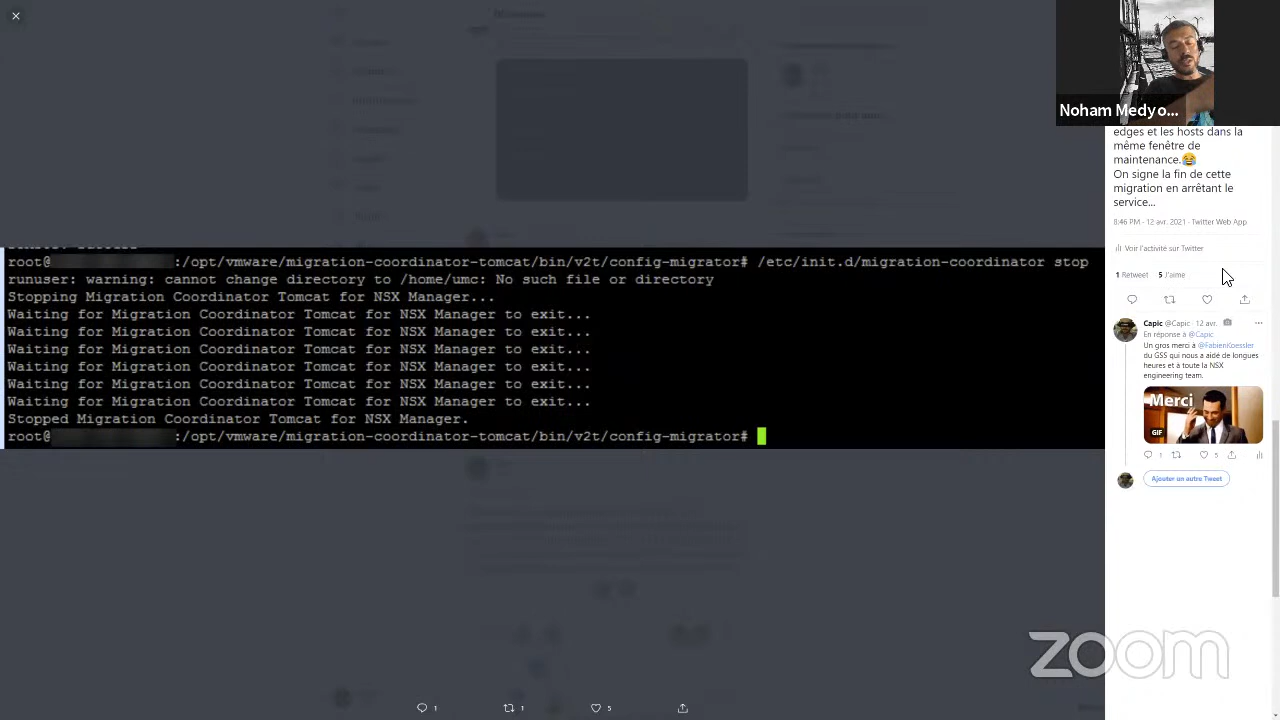 Noham Medyo...
edges et les hosts dans la
même fenêtre de
maintenance.😂
On signe la fin de cette
migration en arrêtant le
service...
8:46 PM · 12 avr. 2021 · Twitter Web App
Voir l'activité sur Twitter
1 Retweet 5 J'aime
root@ :/opt/vmware/migration-coordinator-tomcat/bin/v2t/config-migrator# /etc/init.d/migration-coordinator stop
runuser: warning: cannot change directory to /home/umc: No such file or directory
Stopping Migration Coordinator Tomcat for NSX Manager...
Waiting for Migration Coordinator Tomcat for NSX Manager to exit...
Waiting for Migration Coordinator Tomcat for NSX Manager to exit...
Waiting for Migration Coordinator Tomcat for NSX Manager to exit...
Waiting for Migration Coordinator Tomcat for NSX Manager to exit...
Waiting for Migration Coordinator Tomcat for NSX Manager to exit...
Waiting for Migration Coordinator Tomcat for NSX Manager to exit...
Stopped Migration Coordinator Tomcat for NSX Manager.
root@ :/opt/vmware/migration-coordinator-tomcat/bin/v2t/config-migrator#
Capic @Capic · 12 avr.
En réponse à @Capic
Un gros merci à @FabienKoessler
du GSS qui nous a aidé de longues
heures et à toute la NSX
engineering team.
Merci
GIF
1 5
Ajouter un autre Tweet
zoom
1 1 5